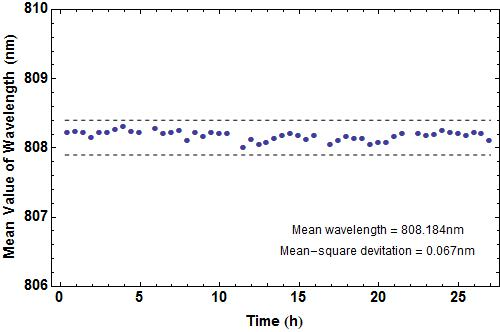 810
809
808
807
806
Mean Value of Wavelength (nm)
Mean wavelength = 808.184nm
Mean−square devitation = 0.067nm
0 5 10 15 20 25
Time (h)